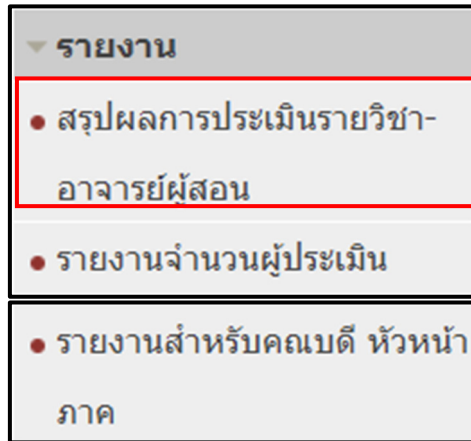 รายงาน
สรุปผลการประเมินรายวิชา-
อาจารย์ผู้สอน
รายงานจำนวนผู้ประเมิน
รายงานสำหรับคณบดี หัวหน้า
ภาค